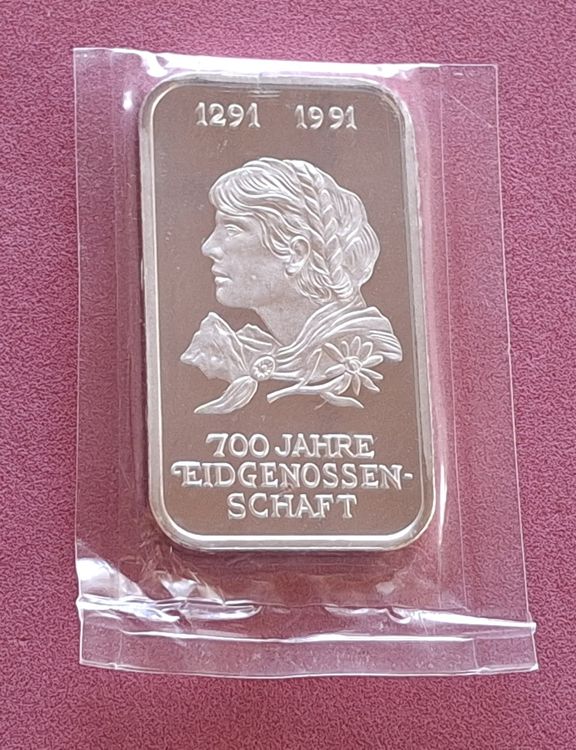 1291 1991
700 JAHRE
EIDGENOSSEN-
SCHAFT